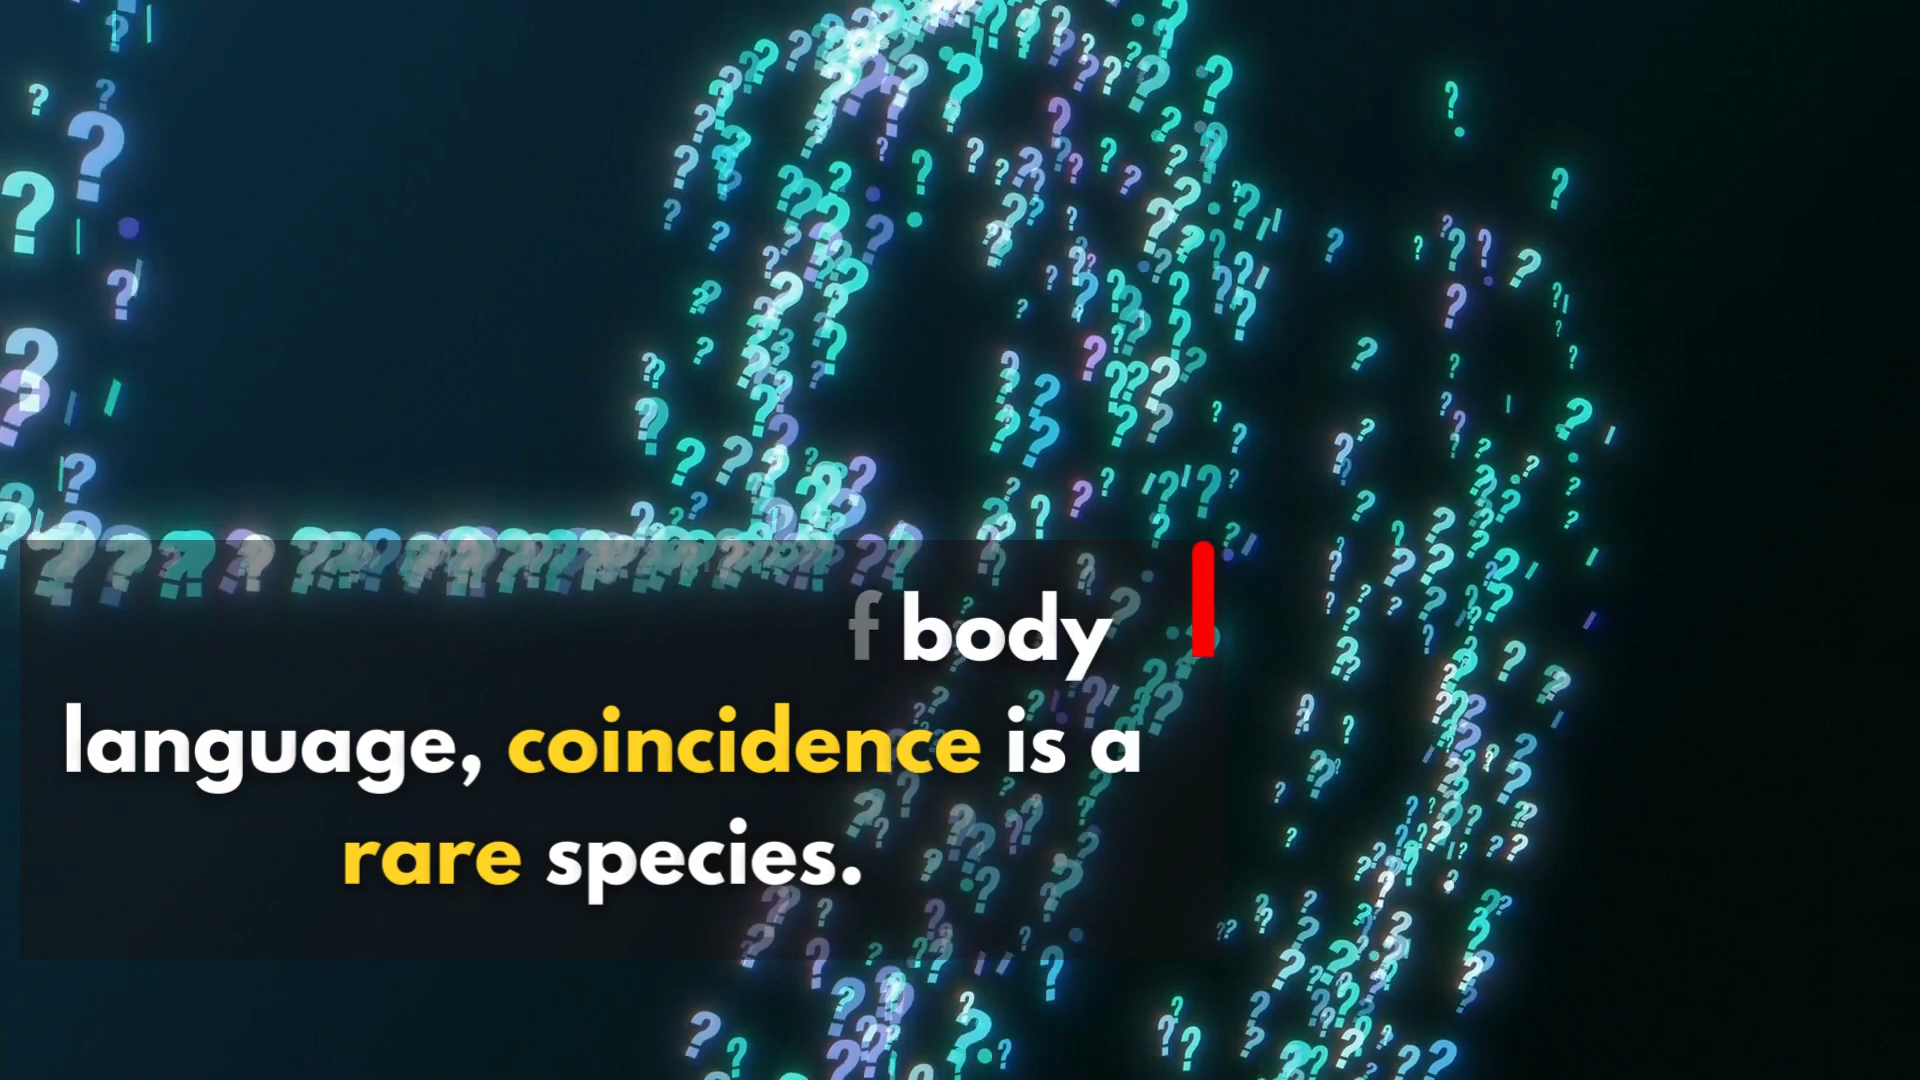 f body
language, coincidence is a
rare species.